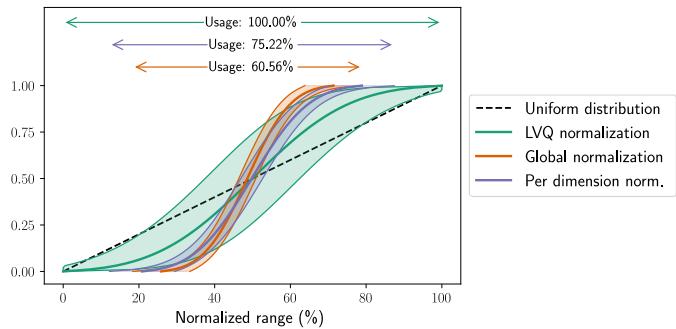 Usage: 100.00%
Usage: 75.22%
Usage: 60.56%
1.00
0.75
0.50
0.25
0.00
0
20
40
60
80
100
Normalized range (%)
Uniform distribution
LVQ normalization
Global normalization
Per dimension norm.